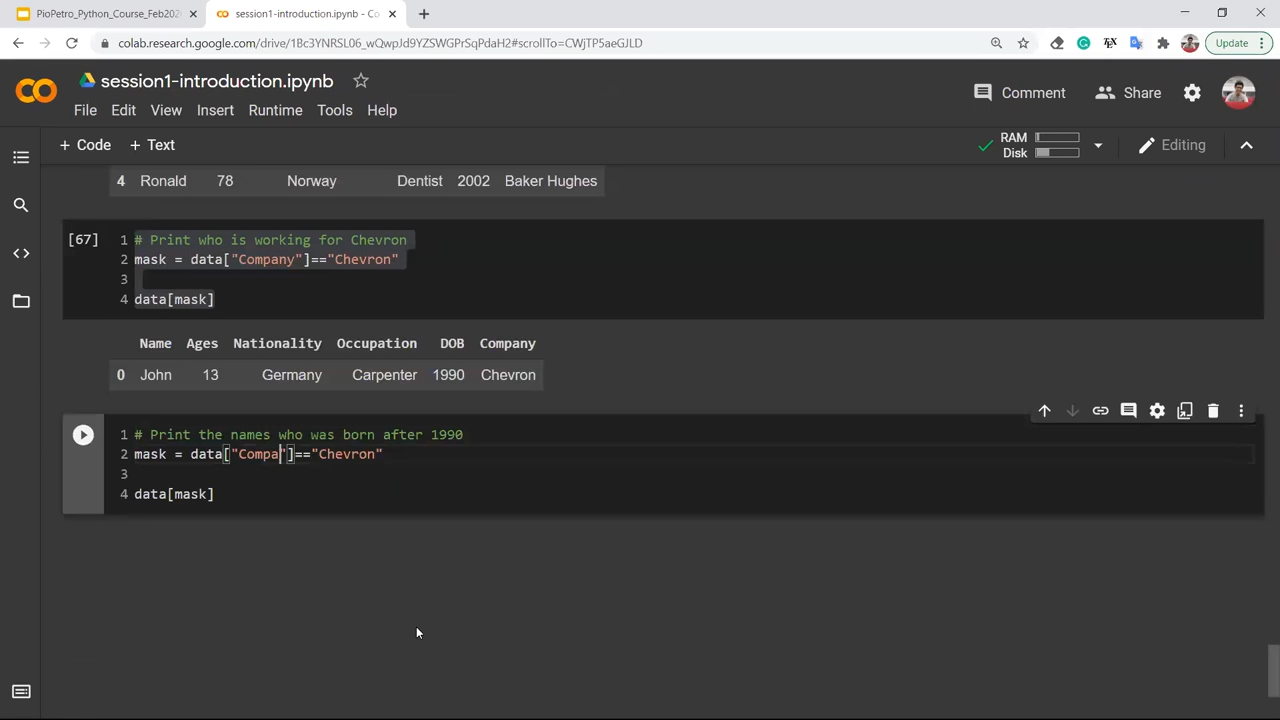 PioPetro_Python_Course_Feb202
session1-introduction.ipynb - Co
colab.research.google.com/drive/1Bc3YNRSL06_wQwpJd9YZSWGPrSqPdaH2#scrollTo=CWjTP5aeGJLD
Update
session1-introduction.ipynb
Comment
Share
File Edit View Insert Runtime Tools Help
+ Code + Text
RAM
Disk
Editing
4 Ronald 78 Norway Dentist 2002 Baker Hughes
[67]
1 # Print who is working for Chevron
2 mask = data["Company"]=="Chevron"
3
4 data[mask]
Name Ages Nationality Occupation DOB Company
0 John 13 Germany Carpenter 1990 Chevron
1 # Print the names who was born after 1990
2 mask = data["Compa"]=="Chevron"
3
4 data[mask]